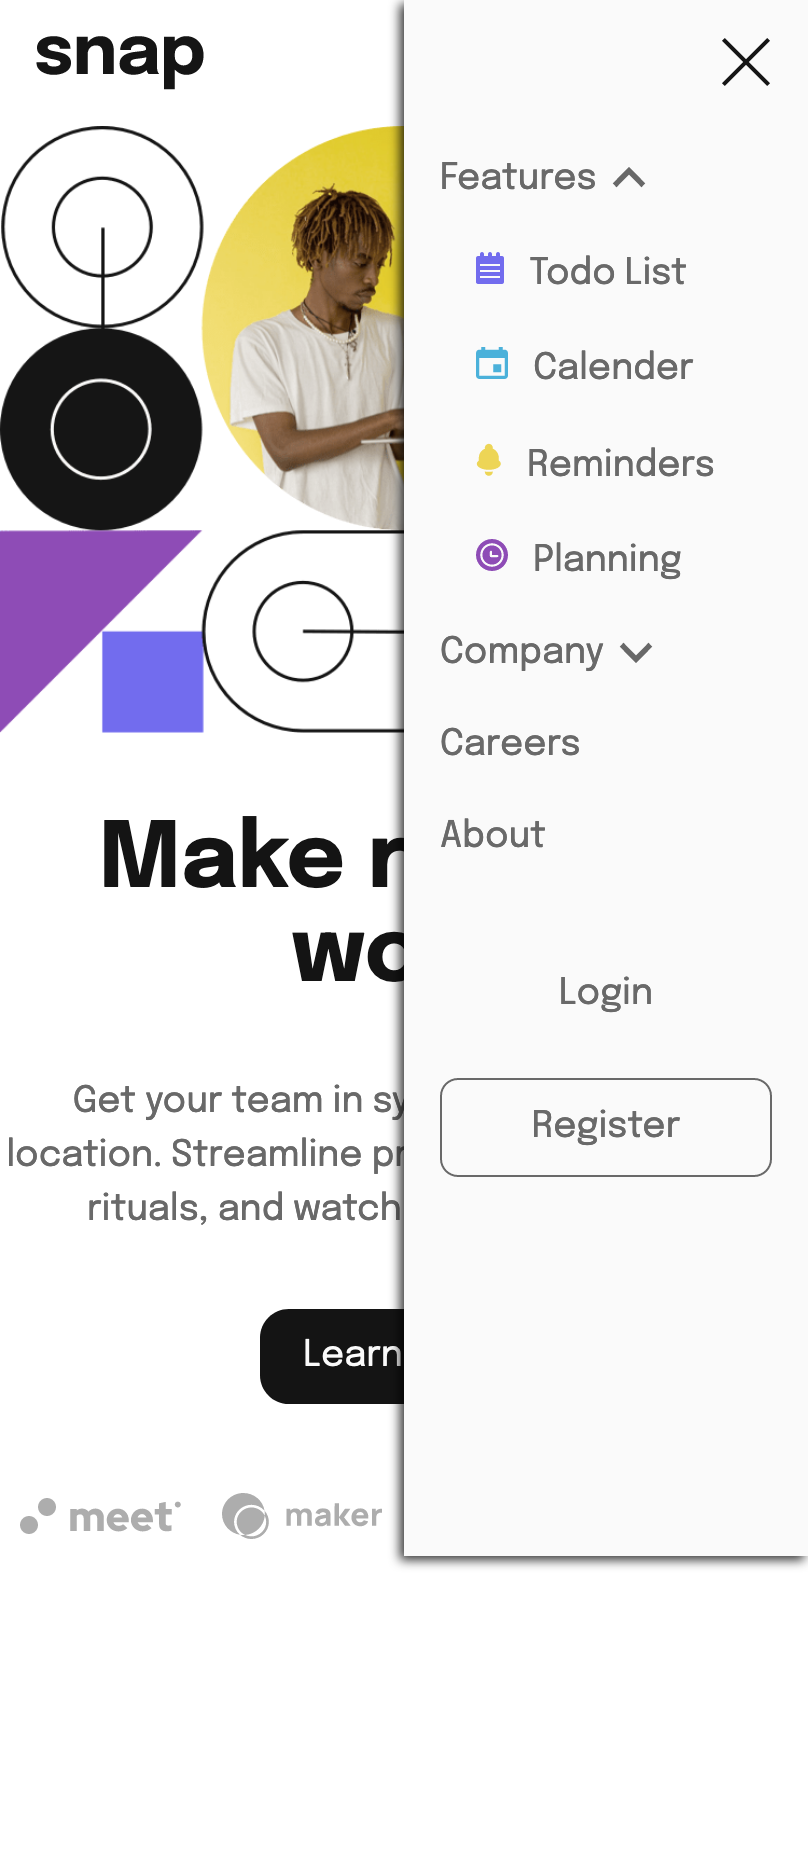 snap
Features
Todo List
Calender
Reminders
Planning
Company
Careers
About
Login
Register
Make r
wo
Get your team in sy
location. Streamline pr
rituals, and watch
Learn
meet
maker